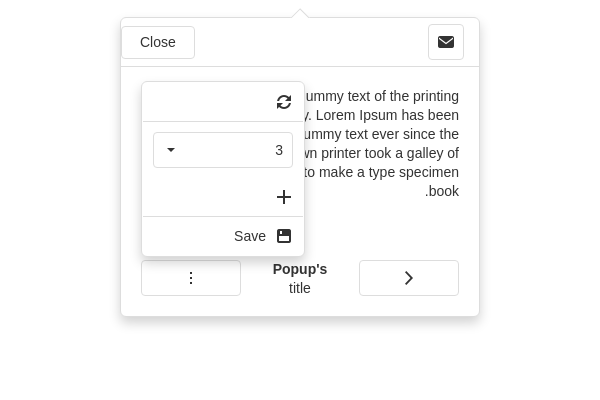 Close
ummy text of the printing
. Lorem Ipsum has been
ummy text ever since the
wn printer took a galley of
to make a type specimen
.book
3
Save
Popup's
title